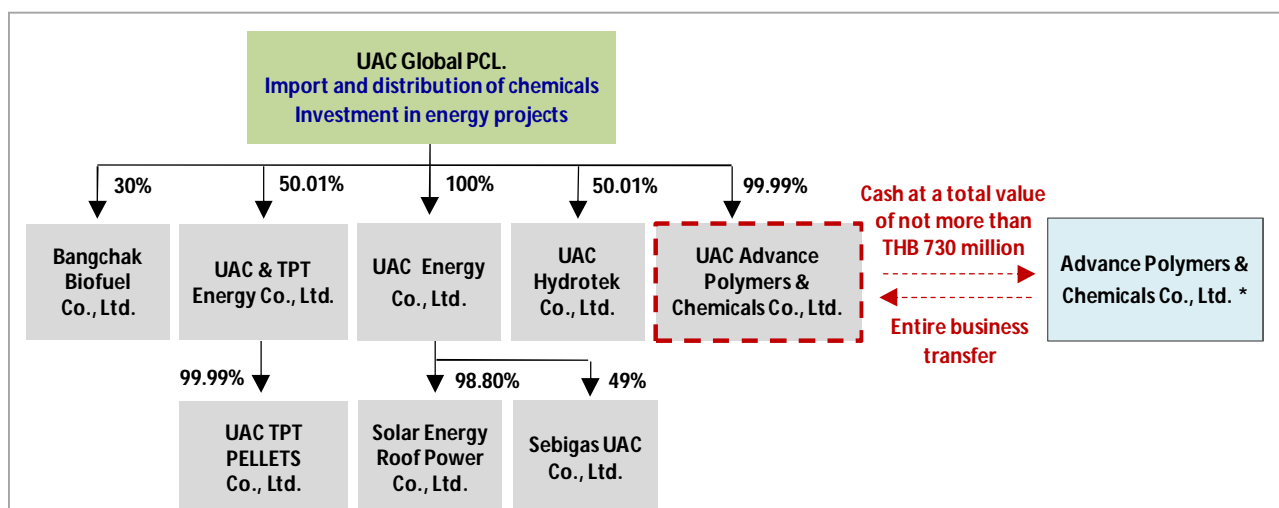 UAC Global PCL.
Import and distribution of chemicals
Investment in energy projects
30%
50.01%
100%
50.01%
99.99%
Cash at a total value
of not more than
THB 730 million
Bangchak
Biofuel
Co., Ltd.
UAC & TPT
Energy Co., Ltd.
UAC Energy
Co., Ltd.
UAC
Hydrotek
Co., Ltd.
UAC Advance
Polymers &
Chemicals Co., Ltd.
Advance Polymers &
Chemicals Co., Ltd. *
Entire business
transfer
99.99%
98.80%
49%
UAC TPT
PELLETS
Co., Ltd.
Solar Energy
Roof Power
Co., Ltd.
Sebigas UAC
Co., Ltd.